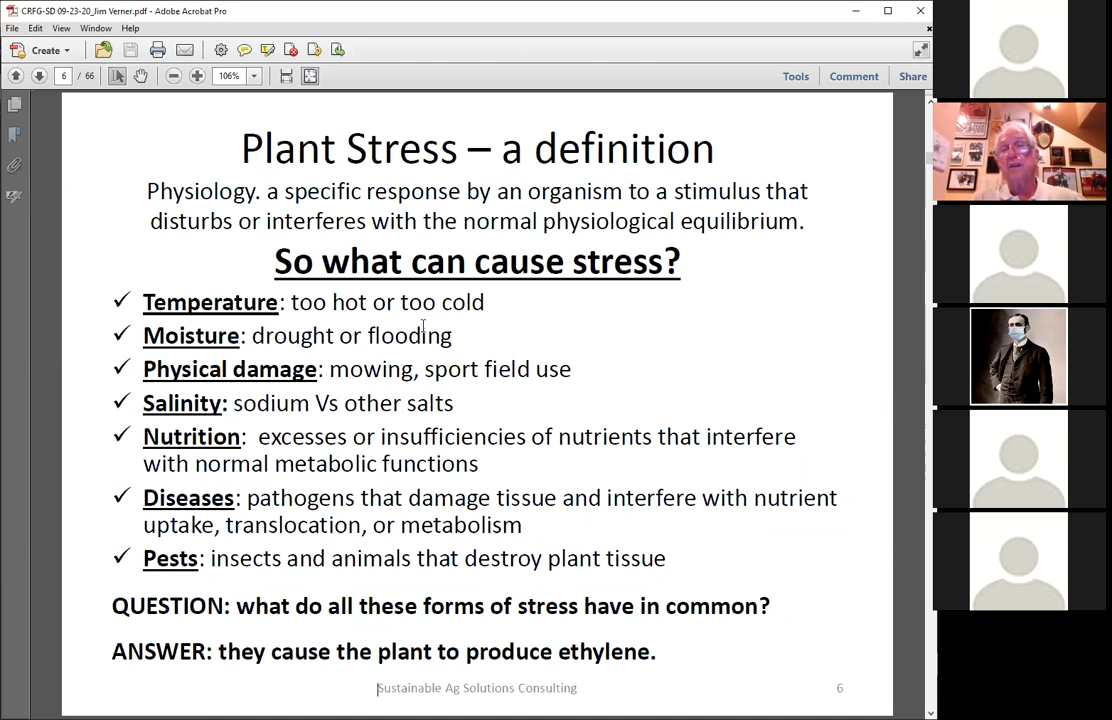 CRFG-SD 09-23-20_Jim Verner.pdf - Adobe Acrobat Pro
File Edit View Window Help
Create
6 / 66 106% Tools Comment Share
Plant Stress – a definition
Physiology. a specific response by an organism to a stimulus that
disturbs or interferes with the normal physiological equilibrium.
So what can cause stress?
✓ Temperature: too hot or too cold
✓ Moisture: drought or flooding
✓ Physical damage: mowing, sport field use
✓ Salinity: sodium Vs other salts
✓ Nutrition: excesses or insufficiencies of nutrients that interfere
with normal metabolic functions
✓ Diseases: pathogens that damage tissue and interfere with nutrient
uptake, translocation, or metabolism
✓ Pests: insects and animals that destroy plant tissue
QUESTION: what do all these forms of stress have in common?
ANSWER: they cause the plant to produce ethylene.
Sustainable Ag Solutions Consulting 6